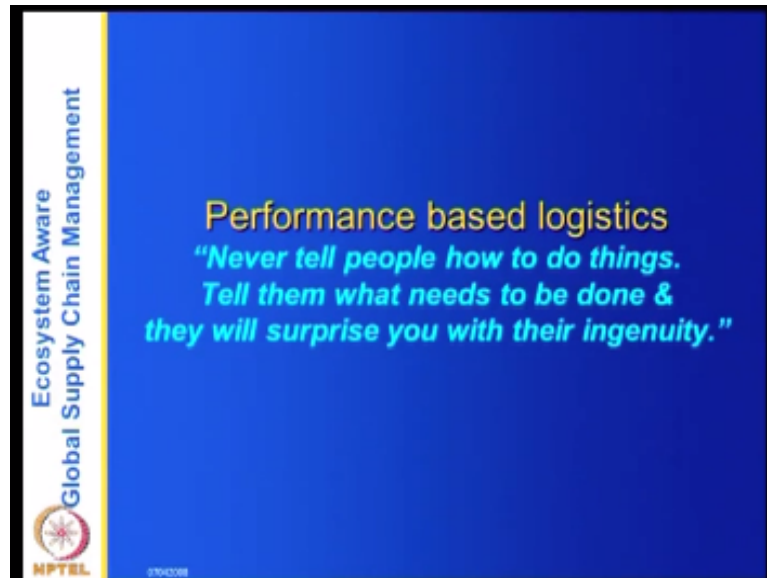 Ecosystem Aware
Global Supply Chain Management
Performance based logistics
“Never tell people how to do things.
Tell them what needs to be done &
they will surprise you with their ingenuity.”
NPTEL
07042008